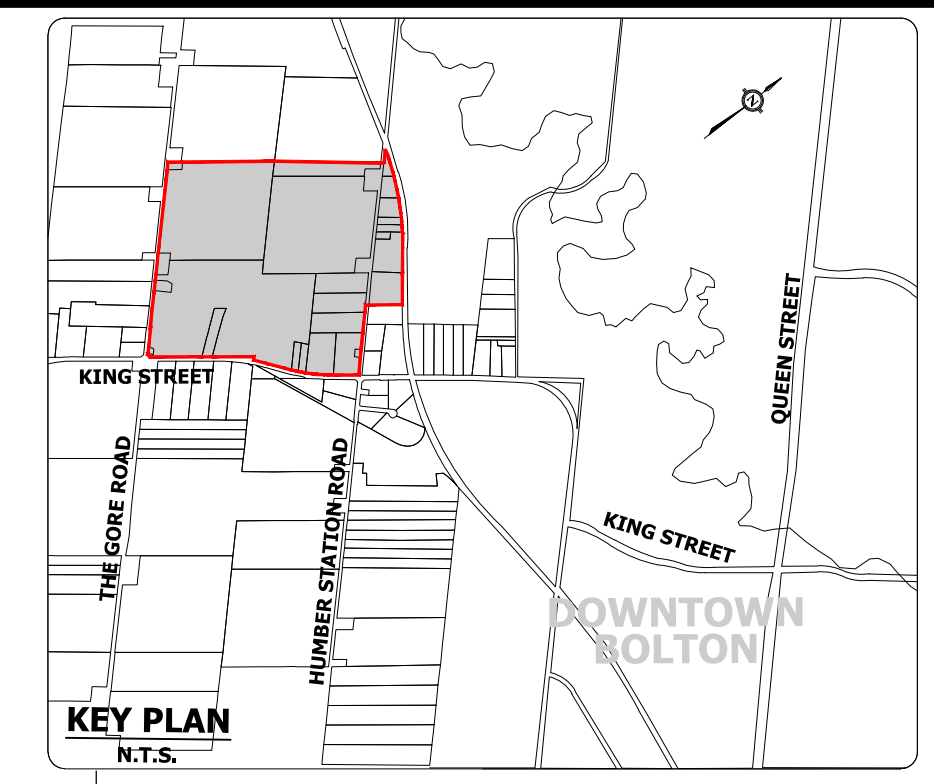 N
QUEEN STREET
KING STREET
THE GORE ROAD
HUMBER STATION ROAD
KING STREET
DOWNTOWN
BOLTON
KEY PLAN
N.T.S.